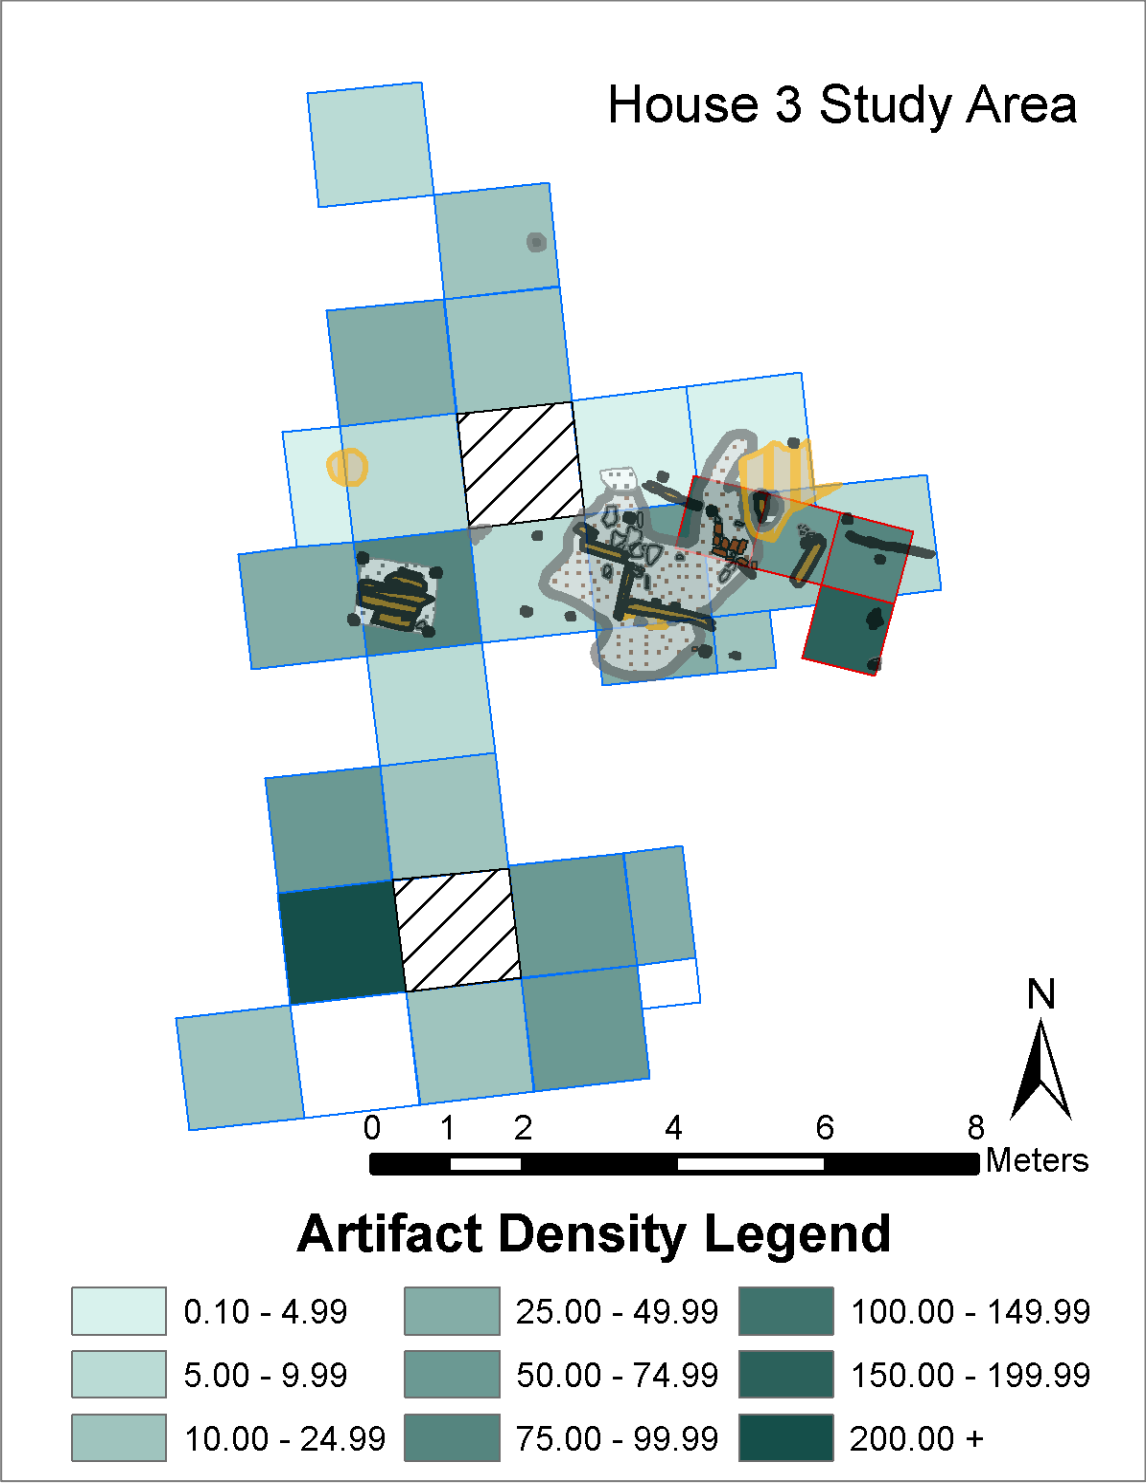 House 3 Study Area
N
0 1 2 4 6 8
Meters
Artifact Density Legend
0.10 - 4.99 25.00 - 49.99 100.00 - 149.99
5.00 - 9.99 50.00 - 74.99 150.00 - 199.99
10.00 - 24.99 75.00 - 99.99 200.00 +